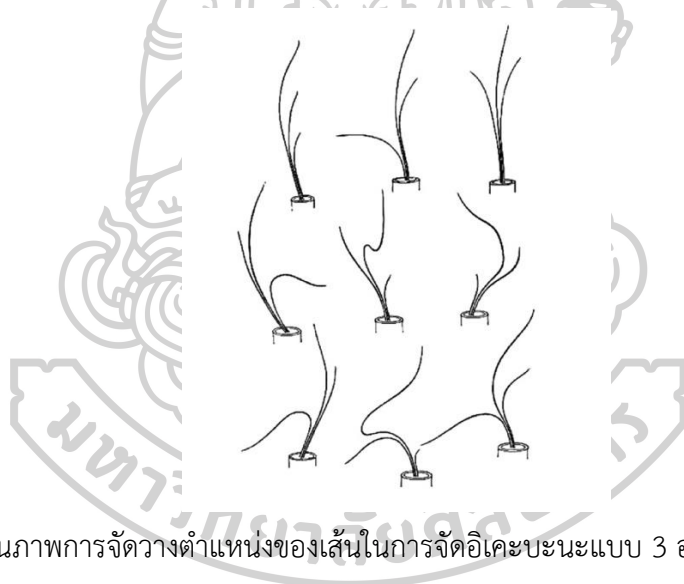 นภาพการจัดวางตำแหน่งของเส้นในการจัดอิเคะบะนะแบบ 3 อ